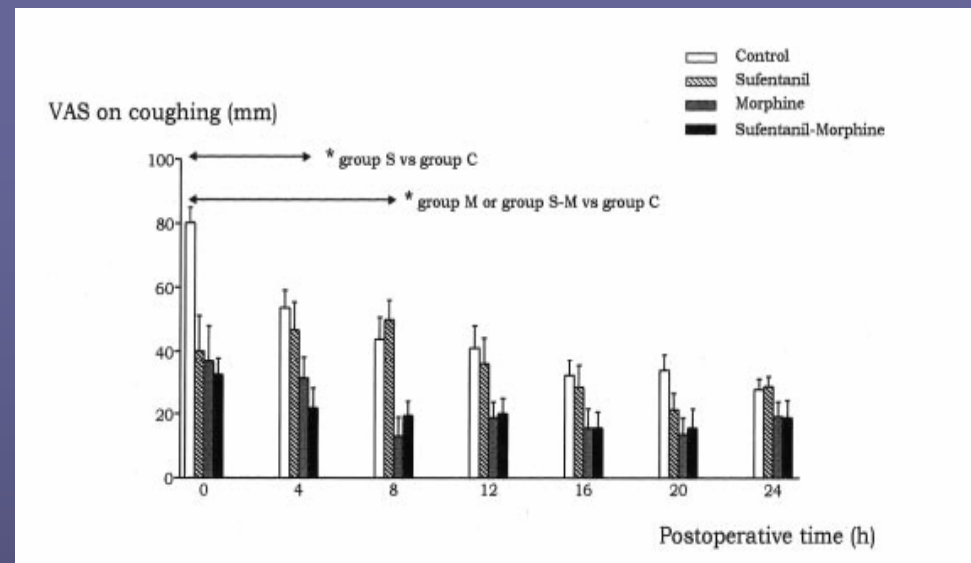 Control
Sufentanil
Morphine
Sufentanil-Morphine
VAS on coughing (mm)
100
* group S vs group C
* group M or group S-M vs group C
80
60
40
20
0
0 4 8 12 16 20 24
Postoperative time (h)